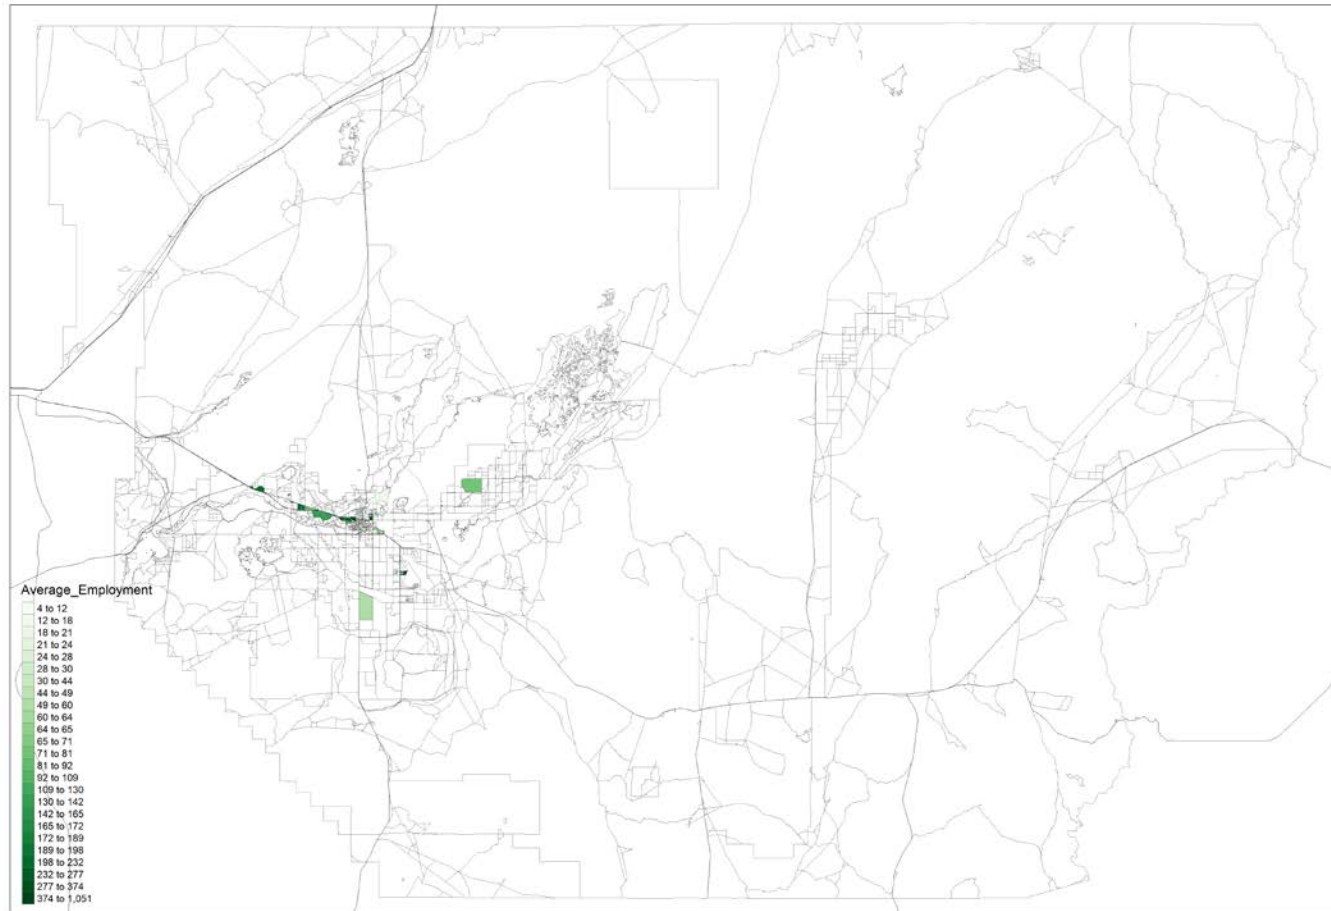 Average_Employment
4 to 12
12 to 18
18 to 21
21 to 24
24 to 28
28 to 30
30 to 44
44 to 49
49 to 60
60 to 64
64 to 65
65 to 71
71 to 81
81 to 92
92 to 109
109 to 130
130 to 142
142 to 165
165 to 172
172 to 189
189 to 198
198 to 232
232 to 277
277 to 374
374 to 1,051